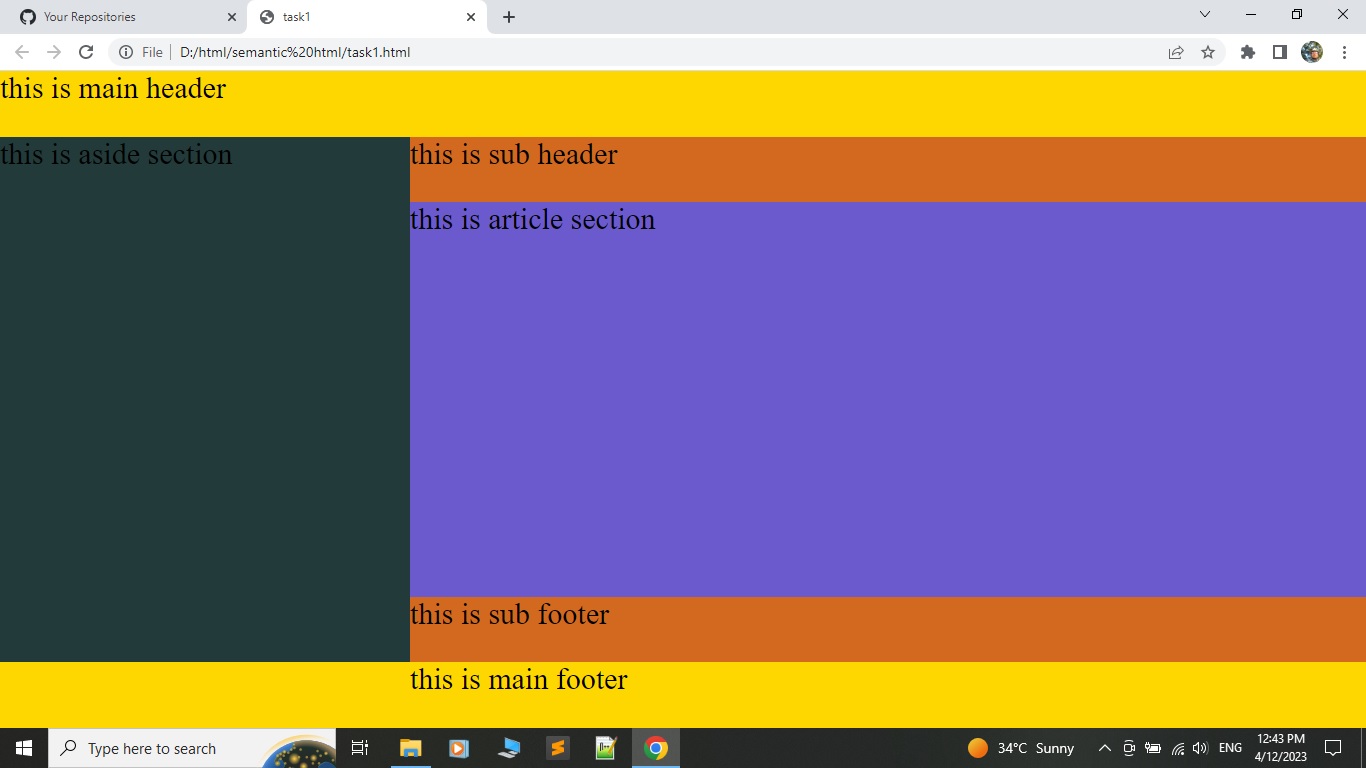 Your Repositories
task1
File
D:/html/semantic%20html/task1.html
this is main header
this is aside section
this is sub header
this is article section
this is sub footer
this is main footer
Type here to search
34°C Sunny
ENG
12:43 PM
4/12/2023